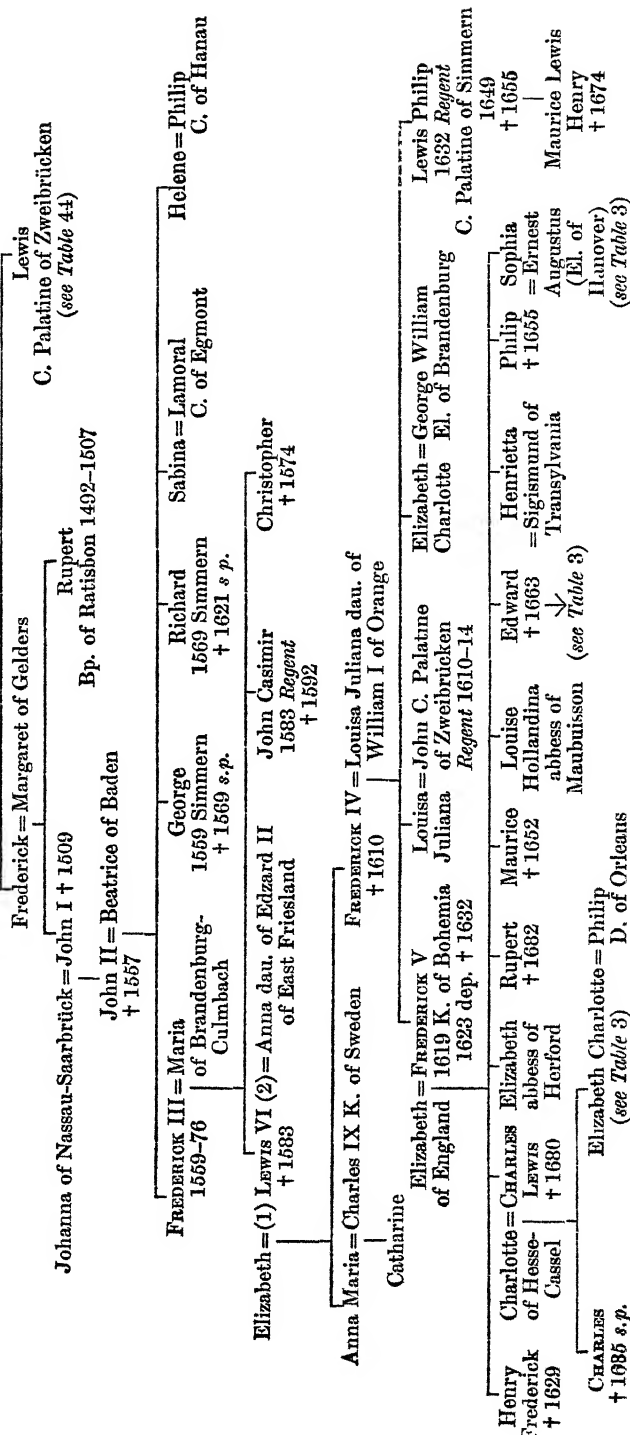 Frederick = Margaret of Gelders
Lewis
C. Palatine of Zweibrücken
(see Table 44)
Johanna of Nassau-Saarbrück = John I † 1509
Rupert
Bp. of Ratisbon 1492–1507
John II = Beatrice of Baden
† 1557
FREDERICK III = Maria
1559–76 of Brandenburg-
Culmbach
George
1559 Simmern
† 1569 s.p.
Richard
1569 Simmern
† 1621 s p.
Sabina = Lamoral
C. of Egmont
Helene = Philip
C. of Hanau
Elizabeth = (1) LEWIS VI (2) = Anna dau. of Edzard II
† 1583 of East Friesland
John Casimir
1583 Regent
† 1592
Christopher
† 1574
Anna Maria = Charles IX K. of Sweden
Catharine
FREDERICK IV = Louisa Juliana dau. of
† 1610 William I of Orange
Elizabeth = FREDERICK V
of England 1619 K. of Bohemia
1623 dep. † 1632
Louisa = John C. Palatine
Juliana of Zweibrücken
Regent 1610–14
Elizabeth = George William
Charlotte El. of Brandenburg
Lewis Philip
1632 Regent
C. Palatine of Simmern
1649
† 1655
Maurice Lewis
Henry
† 1674
Henry
Frederick
† 1629
Charlotte = CHARLES
of Hesse- LEWIS
Cassel † 1680
Elizabeth
abbess of
Herford
Rupert
† 1682
Maurice
† 1652
Louise
Hollandina
abbess of
Maubuisson
Edward
† 1663
(see Table 3)
Henrietta
= Sigismund of
Transylvania
Philip
† 1655
Sophia
= Ernest
Augustus
(El. of
Hanover)
(see Table 3)
CHARLES
† 1685 s.p.
Elizabeth Charlotte = Philip
(see Table 3) D. of Orleans